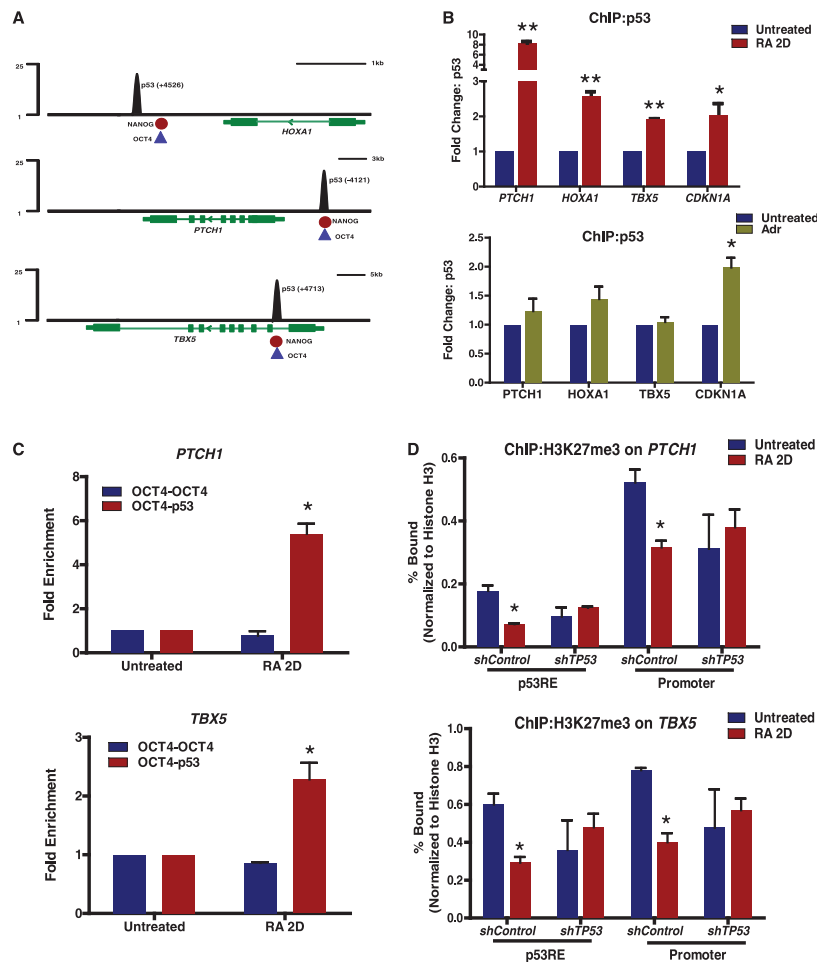 A
25
1
p53 (+4526)
1kb
NANOG
OCT4
HOXA1
25
1
3kb
p53 (–4121)
PTCH1
NANOG
OCT4
25
1
5kb
p53 (+4713)
TBX5
NANOG
OCT4
B
ChIP:p53
Untreated
RA 2D
Fold Change: p53
10
8
6
4
3
2
1
0
**
**
**
*
PTCH1 HOXA1 TBX5 CDKN1A
ChIP:p53
Untreated
Adr
Fold Change: p53
2.5
2.0
1.5
1.0
0.5
0.0
*
PTCH1 HOXA1 TBX5 CDKN1A
C
PTCH1
OCT4-OCT4
OCT4-p53
Fold Enrichment
8
6
4
2
0
*
Untreated RA 2D
TBX5
OCT4-OCT4
OCT4-p53
Fold Enrichment
3
2
1
0
*
Untreated RA 2D
D
ChIP:H3K27me3 on PTCH1
Untreated
RA 2D
% Bound
(Normalized to Histone H3)
0.6
0.4
0.2
0.0
*
*
shControl shTP53 shControl shTP53
p53RE Promoter
ChIP:H3K27me3 on TBX5
Untreated
RA 2D
% Bound
(Normalized to Histone H3)
1.0
0.8
0.6
0.4
0.2
0.0
*
*
shControl shTP53 shControl shTP53
p53RE Promoter